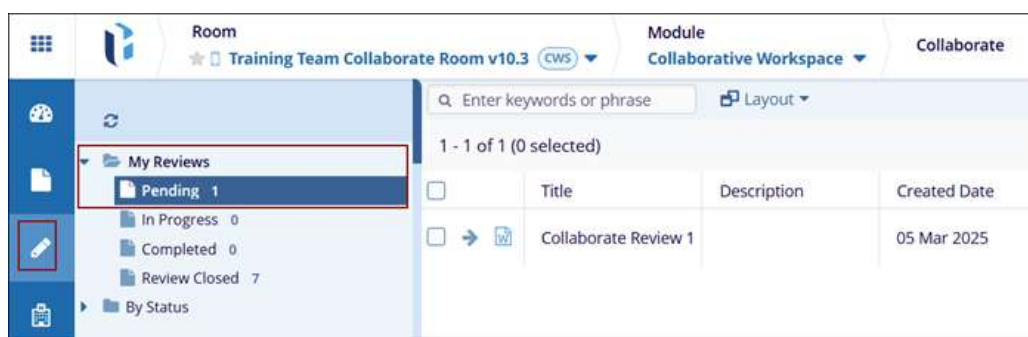 Room
Training Team Collaborate Room v10.3 CWS
Module
Collaborative Workspace
Collaborate
Enter keywords or phrase
Layout
1 - 1 of 1 (0 selected)
My Reviews
Pending 1
In Progress 0
Completed 0
Review Closed 7
By Status
Title Description Created Date
W Collaborate Review 1 05 Mar 2025